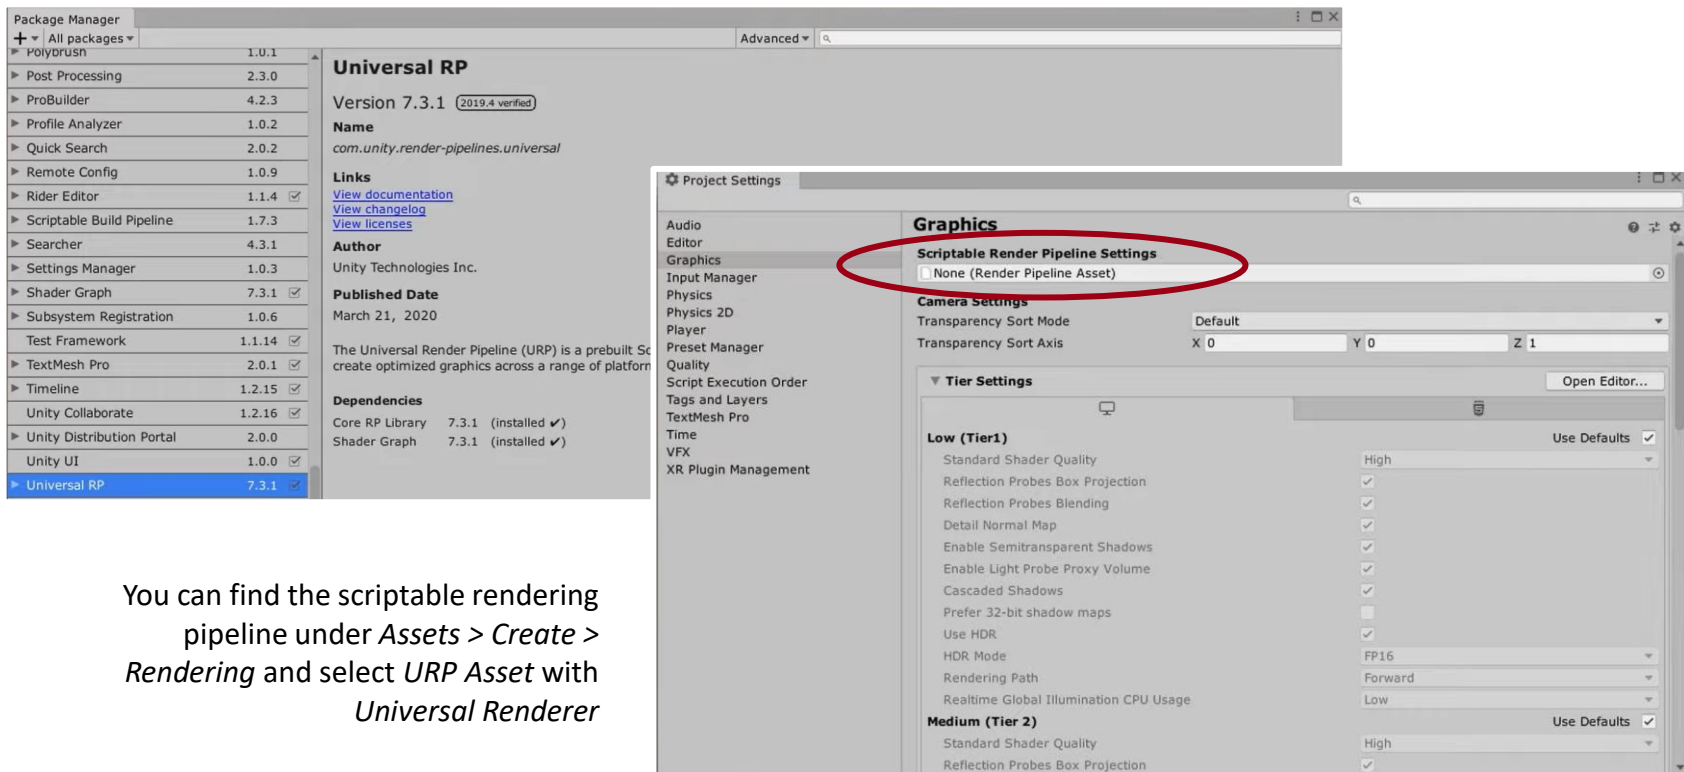 Package Manager
All packages
Advanced
Polybrush 1.0.1
Post Processing 2.3.0
ProBuilder 4.2.3
Profile Analyzer 1.0.2
Quick Search 2.0.2
Remote Config 1.0.9
Rider Editor 1.1.4
Scriptable Build Pipeline 1.7.3
Searcher 4.3.1
Settings Manager 1.0.3
Shader Graph 7.3.1
Subsystem Registration 1.0.6
Test Framework 1.1.14
TextMesh Pro 2.0.1
Timeline 1.2.15
Unity Collaborate 1.2.16
Unity Distribution Portal 2.0.0
Unity UI 1.0.0
Universal RP 7.3.1
Universal RP
Version 7.3.1 2019.4 verified
Name
com.unity.render-pipelines.universal
Links
View documentation
View changelog
View licenses
Author
Unity Technologies Inc.
Published Date
March 21, 2020
The Universal Render Pipeline (URP) is a prebuilt Sc
create optimized graphics across a range of platforn
Dependencies
Core RP Library 7.3.1 (installed ✔)
Shader Graph 7.3.1 (installed ✔)
Project Settings
Audio
Editor
Graphics
Input Manager
Physics
Physics 2D
Player
Preset Manager
Quality
Script Execution Order
Tags and Layers
TextMesh Pro
Time
VFX
XR Plugin Management
Graphics
Scriptable Render Pipeline Settings
None (Render Pipeline Asset)
Camera Settings
Transparency Sort Mode Default
Transparency Sort Axis X 0 Y 0 Z 1
Tier Settings Open Editor...
Low (Tier1) Use Defaults
Standard Shader Quality High
Reflection Probes Box Projection
Reflection Probes Blending
Detail Normal Map
Enable Semitransparent Shadows
Enable Light Probe Proxy Volume
Cascaded Shadows
Prefer 32-bit shadow maps
Use HDR
HDR Mode FP16
Rendering Path Forward
Realtime Global Illumination CPU Usage Low
Medium (Tier 2) Use Defaults
Standard Shader Quality High
Reflection Probes Box Projection
You can find the scriptable rendering
pipeline under Assets > Create >
Rendering and select URP Asset with
Universal Renderer